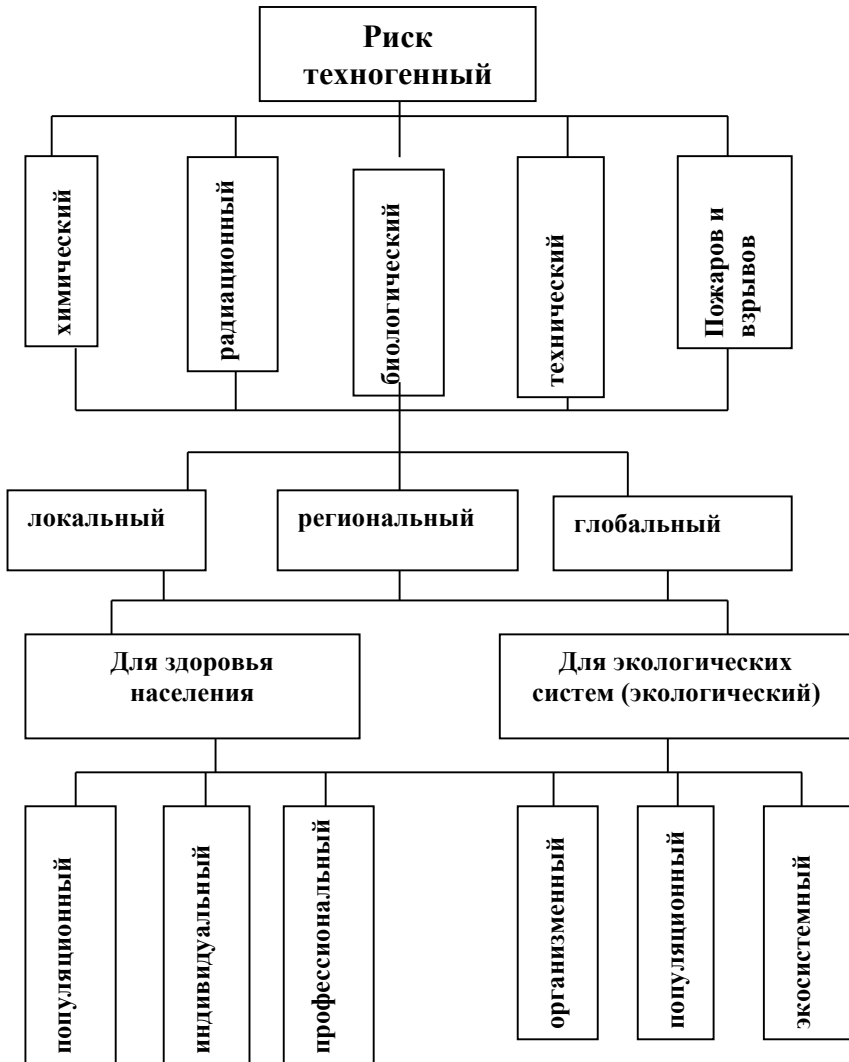 Риск
техногенный
химический
радиационный
биологический
технический
Пожаров и
взрывов
локальный
региональный
глобальный
Для здоровья
населения
Для экологических
систем (экологический)
популяционный
индивидуальный
профессиональный
организменный
популяционный
экосистемный